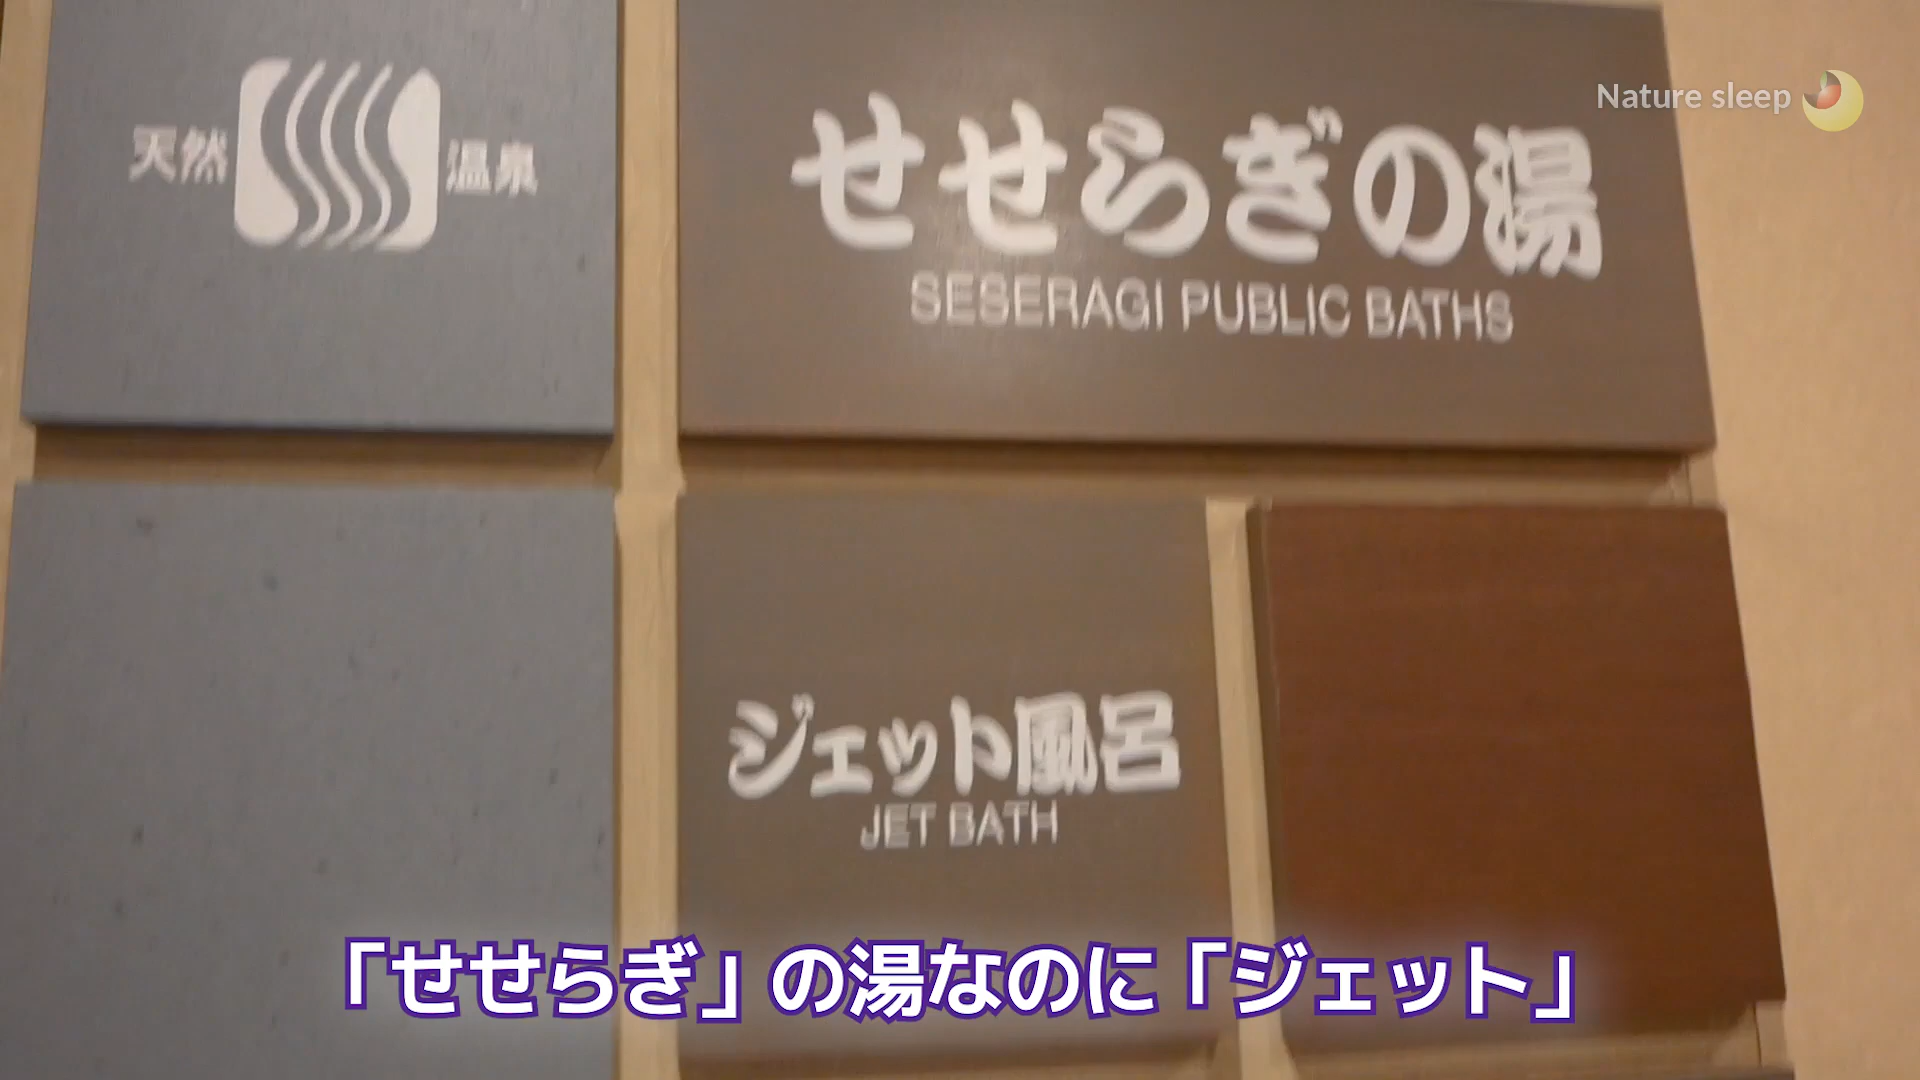 天然 温泉
せせらぎの湯
SESERAGI PUBLIC BATHS
Nature sleep
ジェット風呂
JET BATH
「せせらぎ」の湯なのに「ジェット」